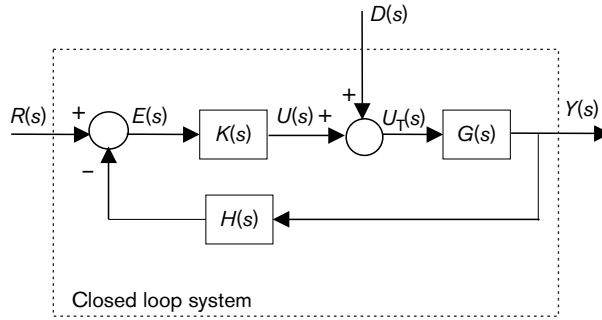 D(s)
R(s) + E(s) K(s) U(s) + + U_T(s) G(s) Y(s)
−
H(s)
Closed loop system